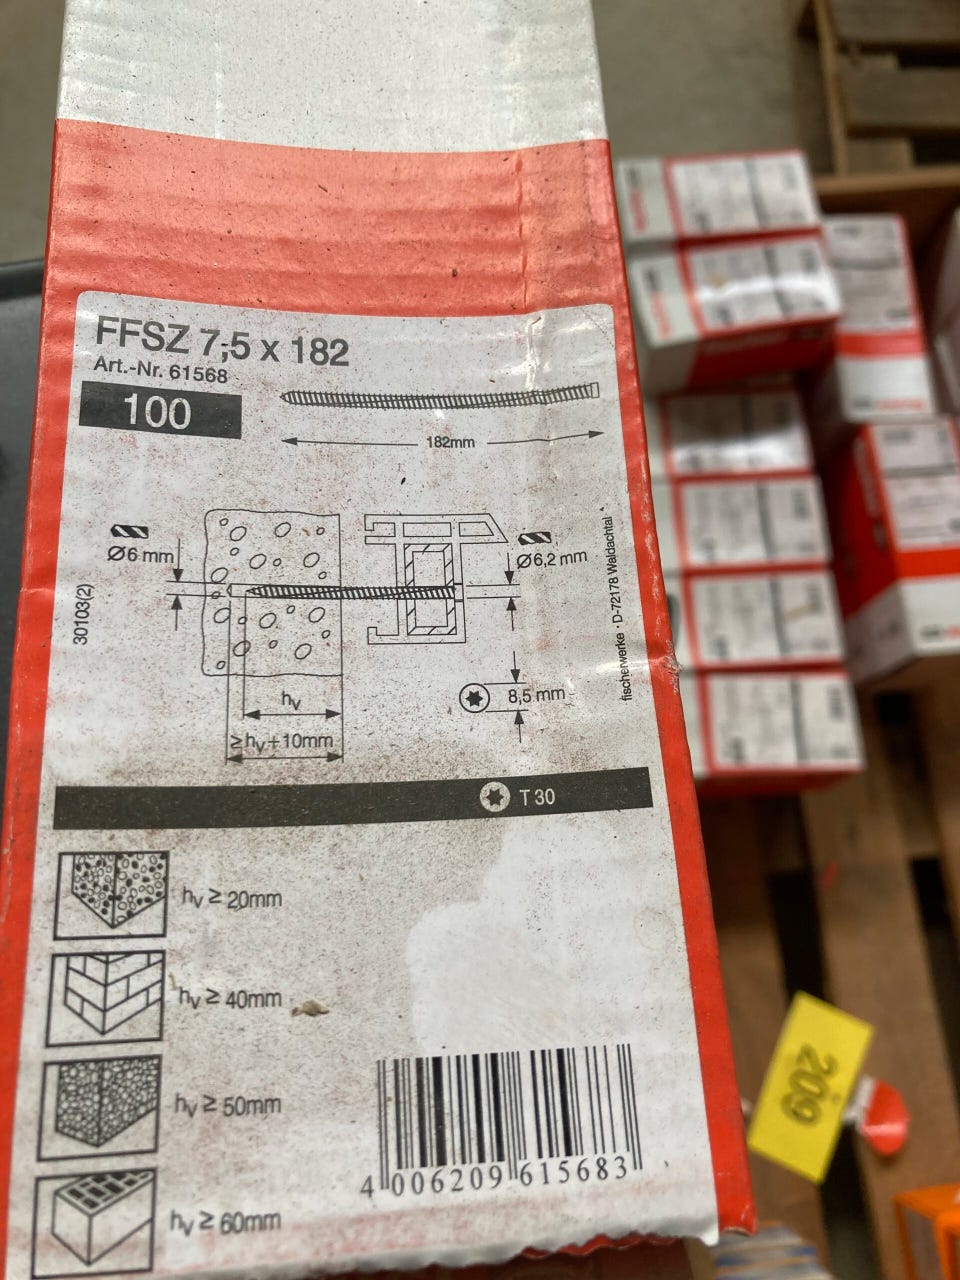 FFSZ 7,5 x 182
Art.-Nr. 61568
100
182mm
Ø6 mm
Ø6,2 mm
30103(2)
fischerwerke · D-72178 Waldachtal
hv
8,5 mm
≥hv+10mm
T 30
hv ≥ 20mm
hv ≥ 40mm
hv ≥ 50mm
hv ≥ 60mm
4 006209 615683
209